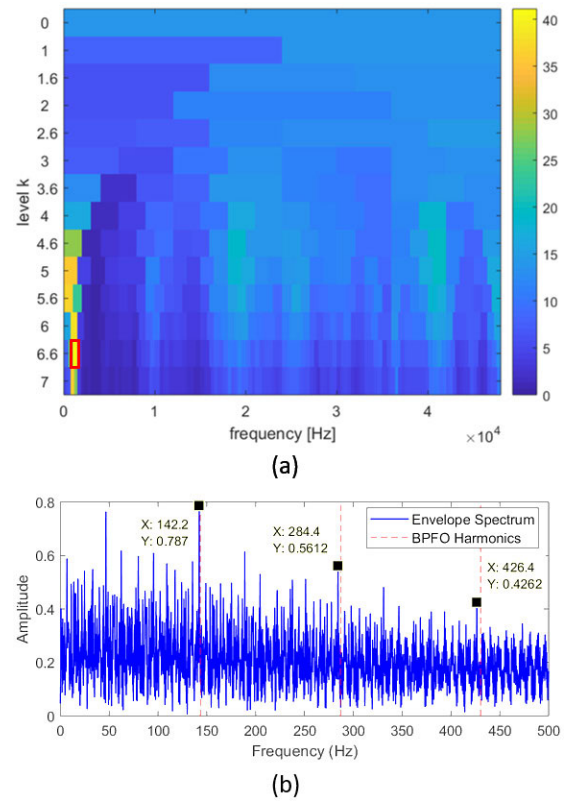 0
1
1.6
2
2.6
3
3.6
4
4.6
5
5.6
6
6.6
7
level k
0 1 2 3 4
frequency [Hz]
×10^4
40
35
30
25
20
15
10
5
0
(a)
0.8
0.6
0.4
0.2
0
Amplitude
X: 142.2
Y: 0.787
X: 284.4
Y: 0.5612
Envelope Spectrum
BPFO Harmonics
X: 426.4
Y: 0.4262
0 50 100 150 200 250 300 350 400 450 500
Frequency (Hz)
(b)